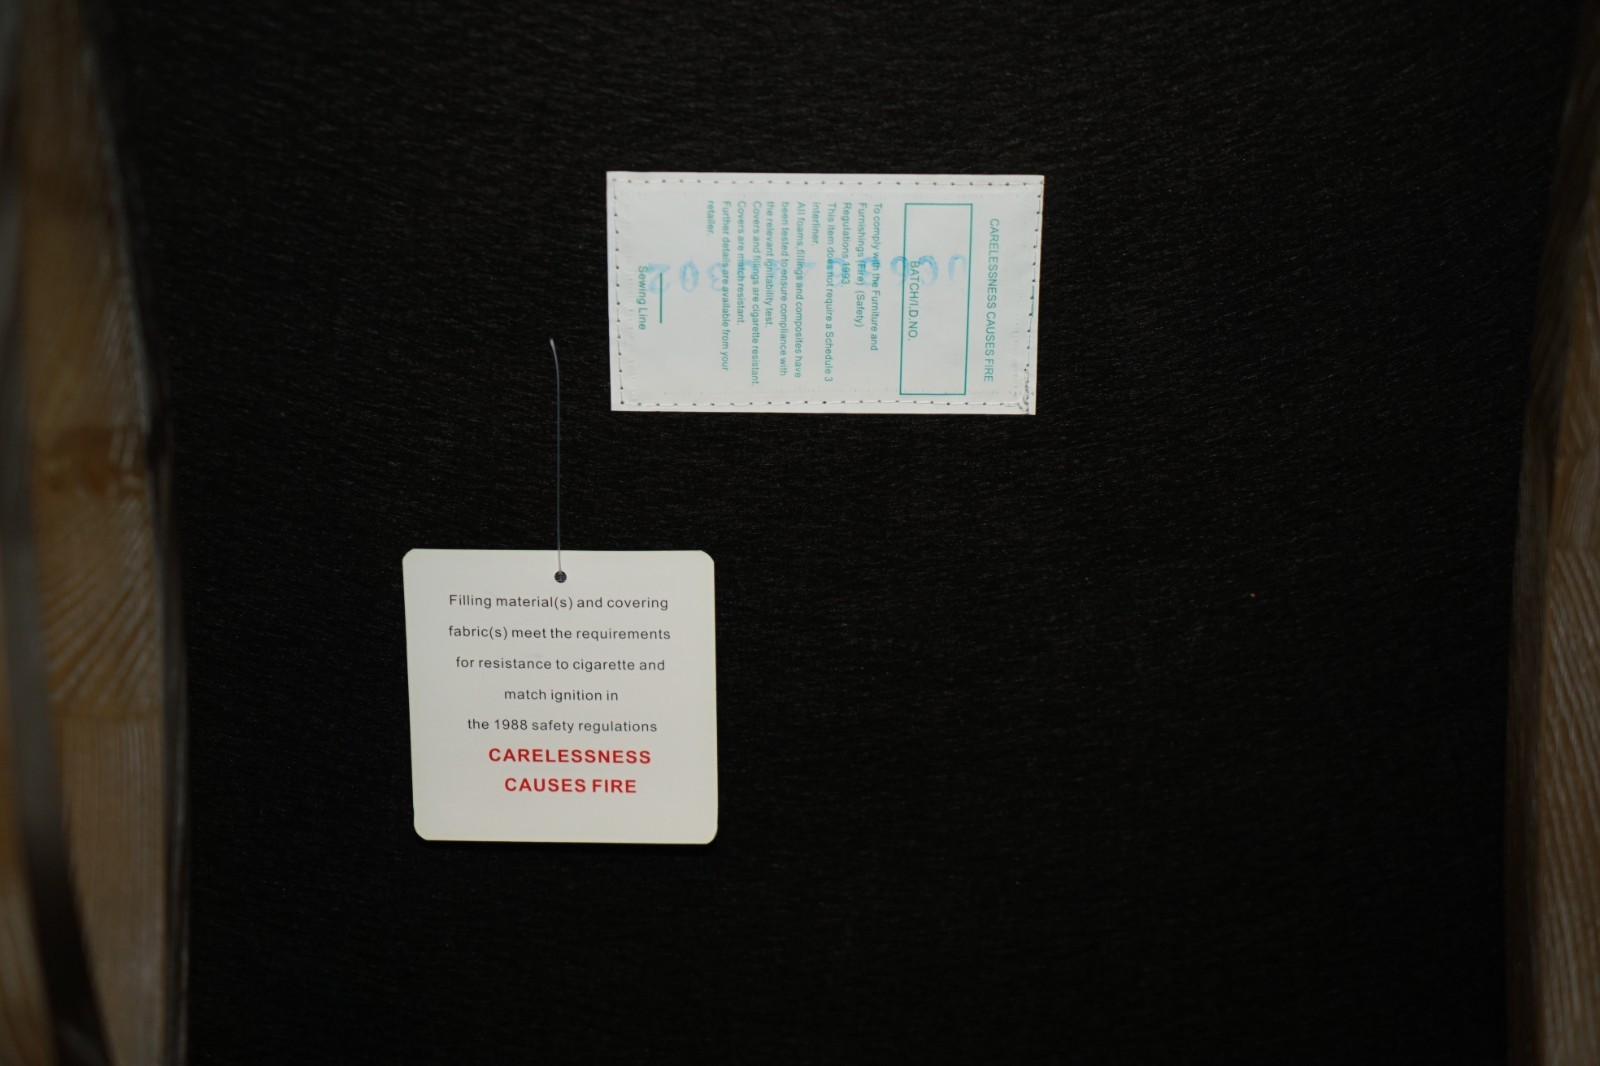 CARELESSNESS CAUSES FIRE
BATCH/I.D.NO.
To comply with the Furniture and
Furnishings (Fire) (Safety)
Regulations 1993
This item does not require a Schedule 3
interliner.
All foams, fillings and composites have
been tested to ensure compliance with
the relevant ignitability test.
Covers and fillings are cigarette resistant.
Covers are match resistant.
Further details are available from your
retailer.
Sewing Line
Filling material(s) and covering
fabric(s) meet the requirements
for resistance to cigarette and
match ignition in
the 1988 safety regulations
CARELESSNESS
CAUSES FIRE